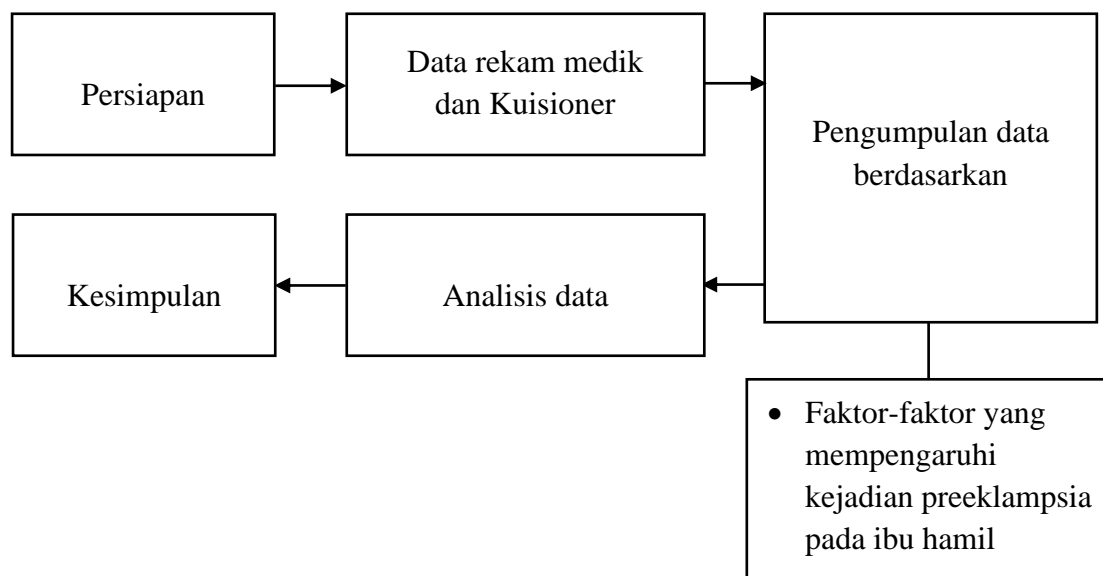 Persiapan
Data rekam medik
dan Kuisioner
Pengumpulan data
berdasarkan
Analisis data
Kesimpulan
• Faktor-faktor yang
mempengaruhi
kejadian preeklampsia
pada ibu hamil